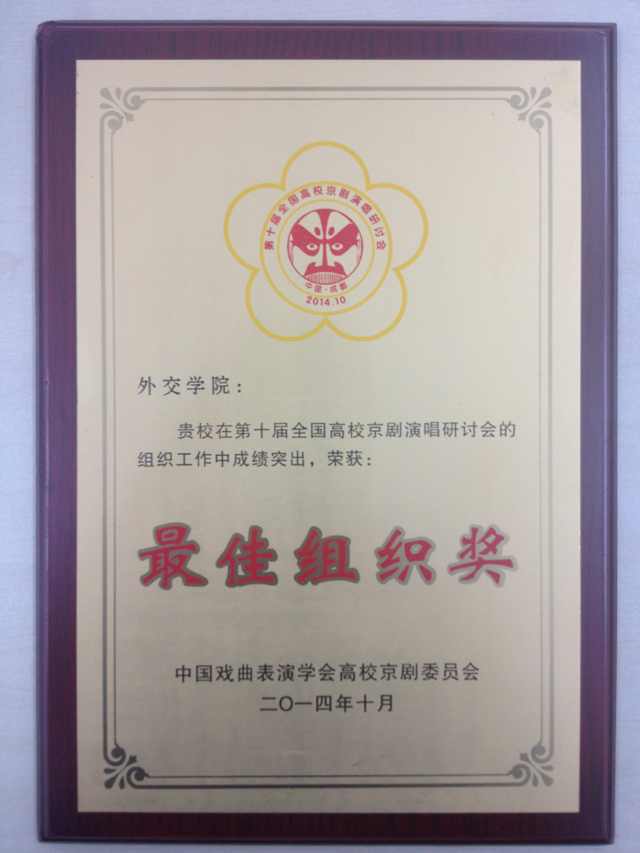 第十届全国高校京剧演唱研讨会
中国·成都
2014.10
外交学院：
贵校在第十届全国高校京剧演唱研讨会的
组织工作中成绩突出，荣获：
最佳组织奖
中国戏曲表演学会高校京剧委员会
二〇一四年十月